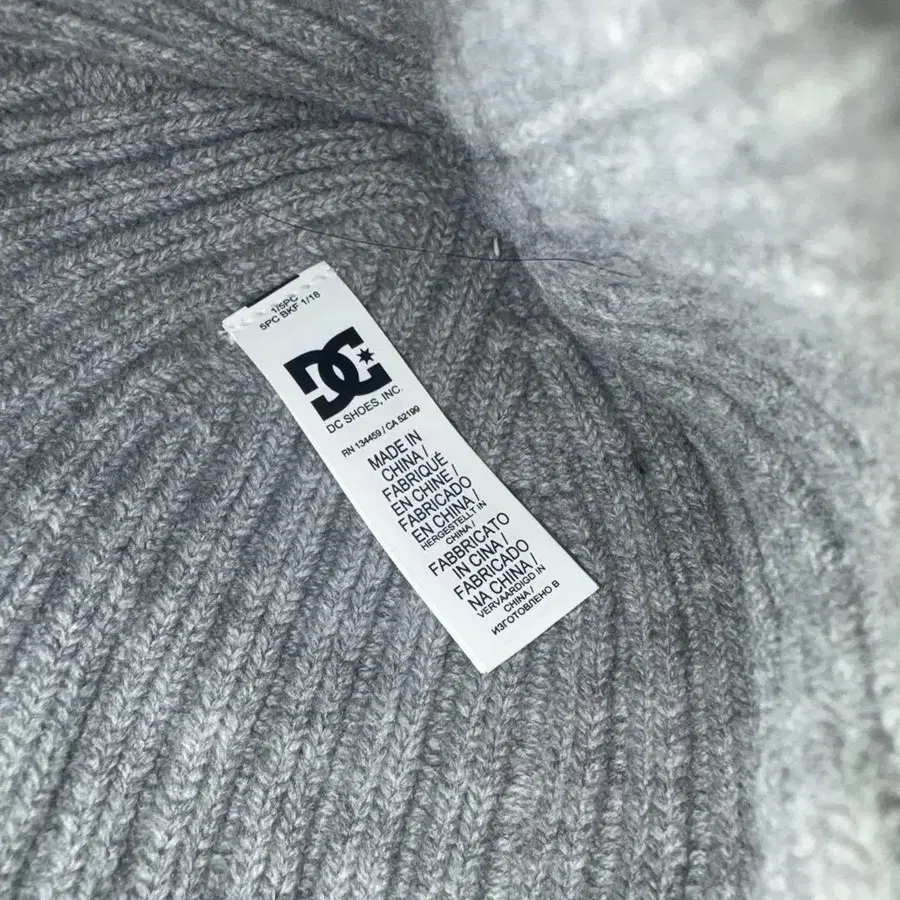 1/5PC
5PC BKF 1/18
DC
DC SHOES, INC.
RN 134459 / CA 52199
MADE IN
CHINA /
FABRIQUÉ
EN CHINE /
FABRICADO
EN CHINA /
HERGESTELLT IN
CHINA /
FABBRICATO
IN CINA /
FABRICADO
NA CHINA /
VERVAARDIGD IN
CHINA /
ИЗГОТОВЛЕНО В